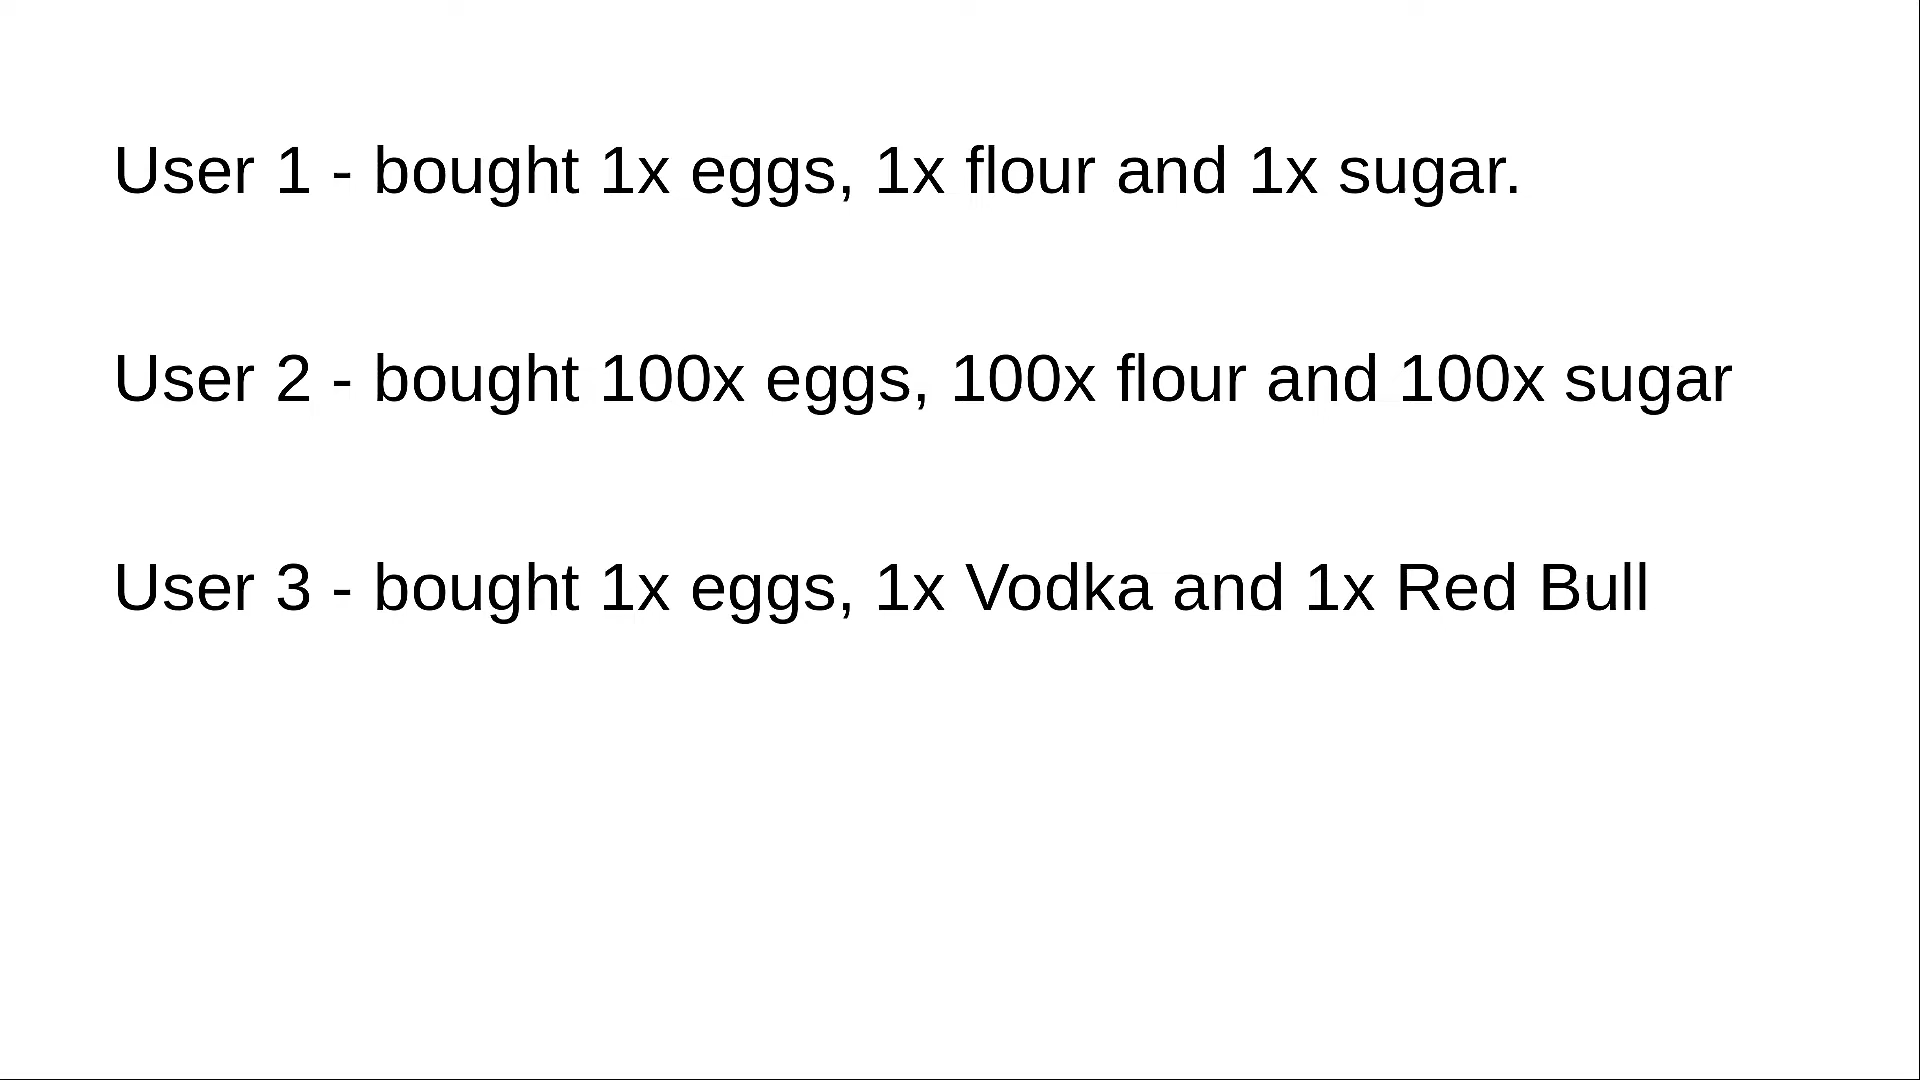 User 1 - bought 1x eggs, 1x flour and 1x sugar.
User 2 - bought 100x eggs, 100x flour and 100x sugar
User 3 - bought 1x eggs, 1x Vodka and 1x Red Bull